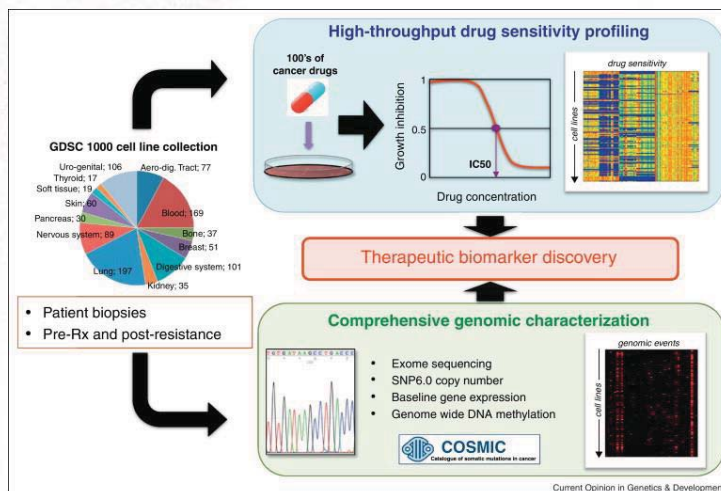 High-throughput drug sensitivity profiling
100's of
cancer drugs
Growth inhibition
1
0.5
0
IC50
Drug concentration
drug sensitivity
cell lines
GDSC 1000 cell line collection
Uro-genital; 106
Aero-dig. Tract; 77
Thyroid; 17
Soft tissue; 19
Skin; 60
Blood; 169
Pancreas; 30
Bone; 37
Nervous system; 89
Breast; 51
Digestive system; 101
Lung; 197
Kidney; 35
Therapeutic biomarker discovery
• Patient biopsies
• Pre-Rx and post-resistance
Comprehensive genomic characterization
• Exome sequencing
• SNP6.0 copy number
• Baseline gene expression
• Genome wide DNA methylation
COSMIC
Catalogue of somatic mutations in cancer
genomic events
cell lines
Current Opinion in Genetics & Development